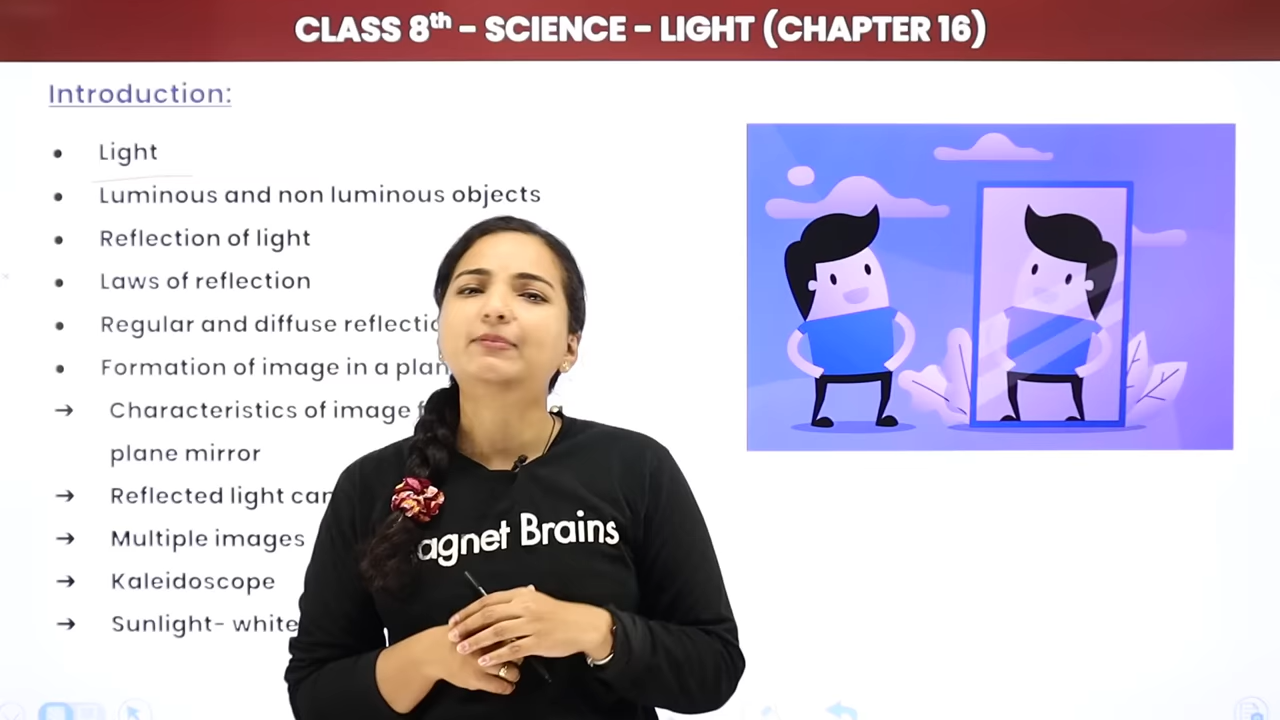 CLASS 8th - SCIENCE - LIGHT (CHAPTER 16)
Introduction:
• Light
• Luminous and non luminous objects
• Reflection of light
• Laws of reflection
• Regular and diffuse
• Formation of image in a
→ Characteristics of image
plane mirror
→ Reflected light can
→ Multiple images
→ Kaleidoscope
→ Sunlight- white
agnet Brains